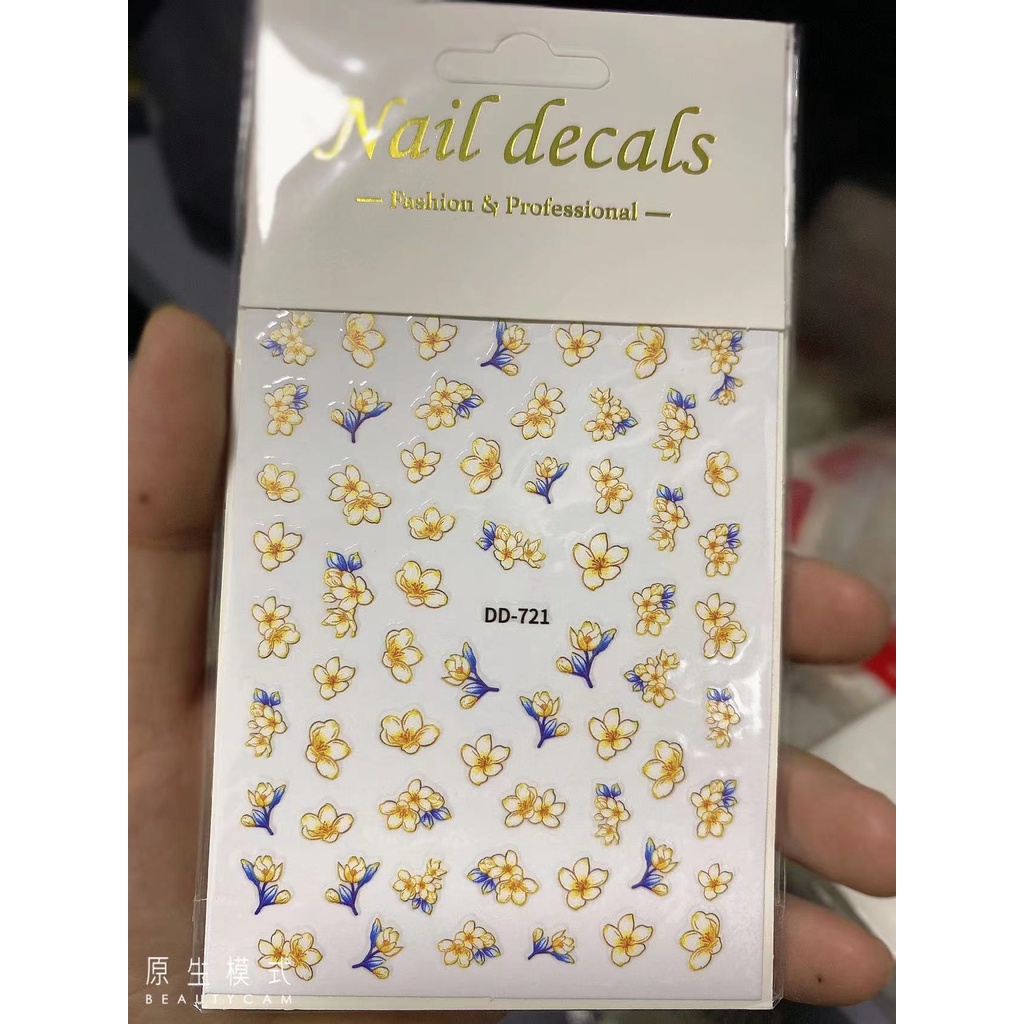 Nail decals
— Fashion & Professional —
DD-721
原生模式
BEAUTYCAM